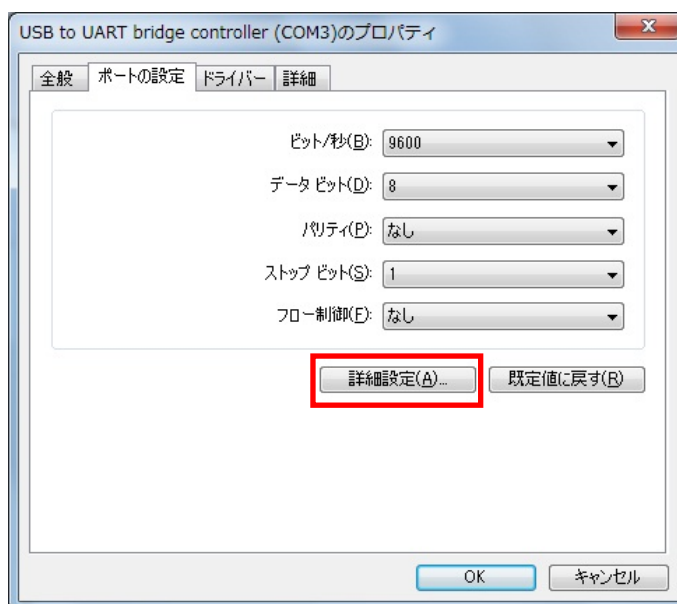 USB to UART bridge controller (COM3)のプロパティ
全般 ポートの設定 ドライバー 詳細
ビット/秒(B): 9600
データ ビット(D): 8
パリティ(P): なし
ストップ ビット(S): 1
フロー制御(F): なし
詳細設定(A)... 既定値に戻す(R)
OK キャンセル